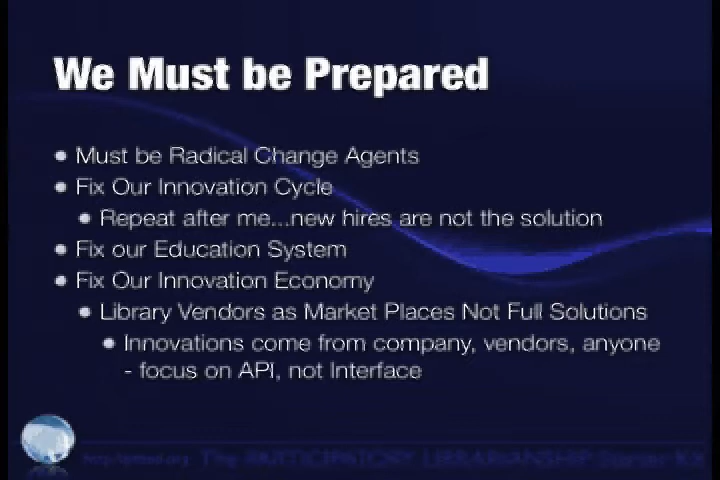 We Must be Prepared
• Must be Radical Change Agents
• Fix Our Innovation Cycle
• Repeat after me...new hires are not the solution
• Fix our Education System
• Fix Our Innovation Economy
• Library Vendors as Market Places Not Full Solutions
• Innovations come from company, vendors, anyone
- focus on API, not Interface
The PARTICIPATORY LIBRARIANSHIP Starter Kit